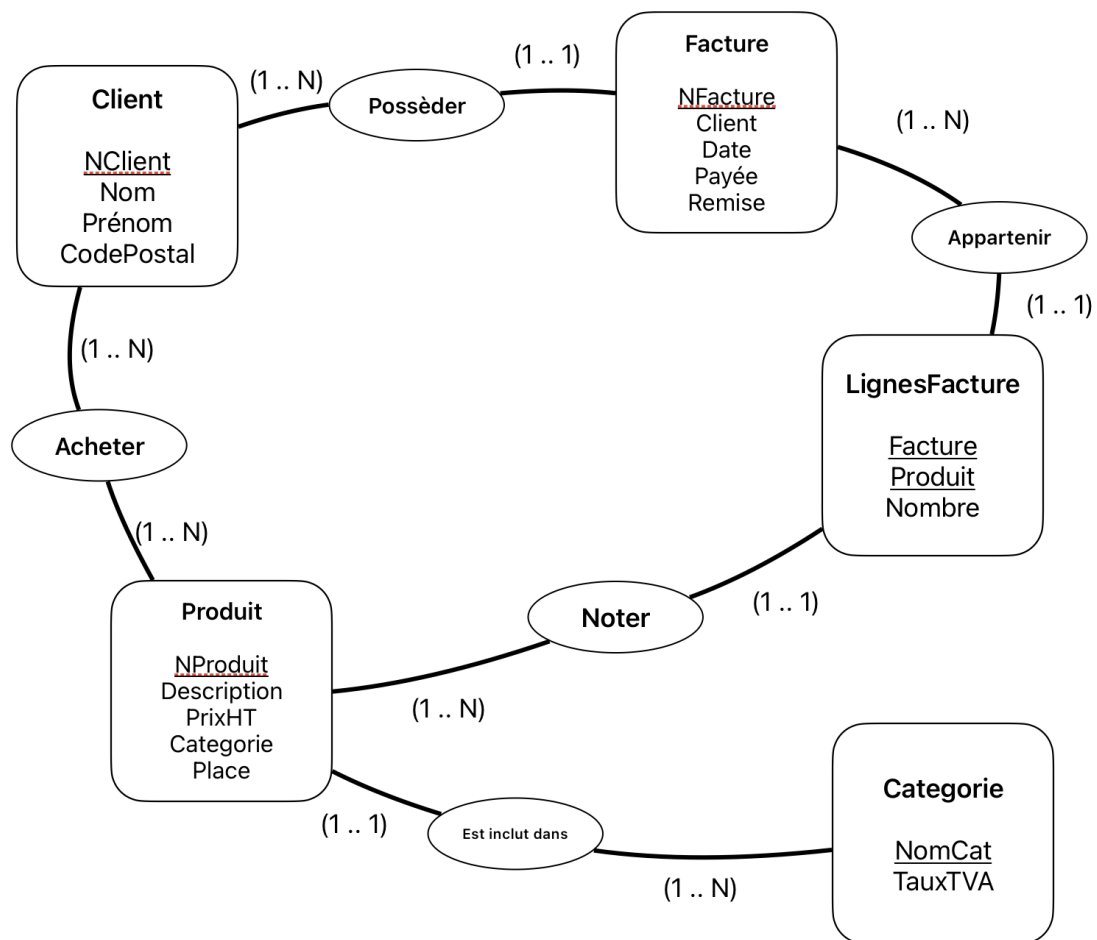 Client
NClient
Nom
Prénom
CodePostal
(1 .. N)
Possèder
(1 .. 1)
Facture
NFacture
Client
Date
Payée
Remise
(1 .. N)
Appartenir
(1 .. 1)
LignesFacture
Facture
Produit
Nombre
(1 .. N)
Acheter
(1 .. N)
Produit
NProduit
Description
PrixHT
Categorie
Place
Noter
(1 .. 1)
(1 .. N)
(1 .. 1)
Est inclut dans
(1 .. N)
Categorie
NomCat
TauxTVA